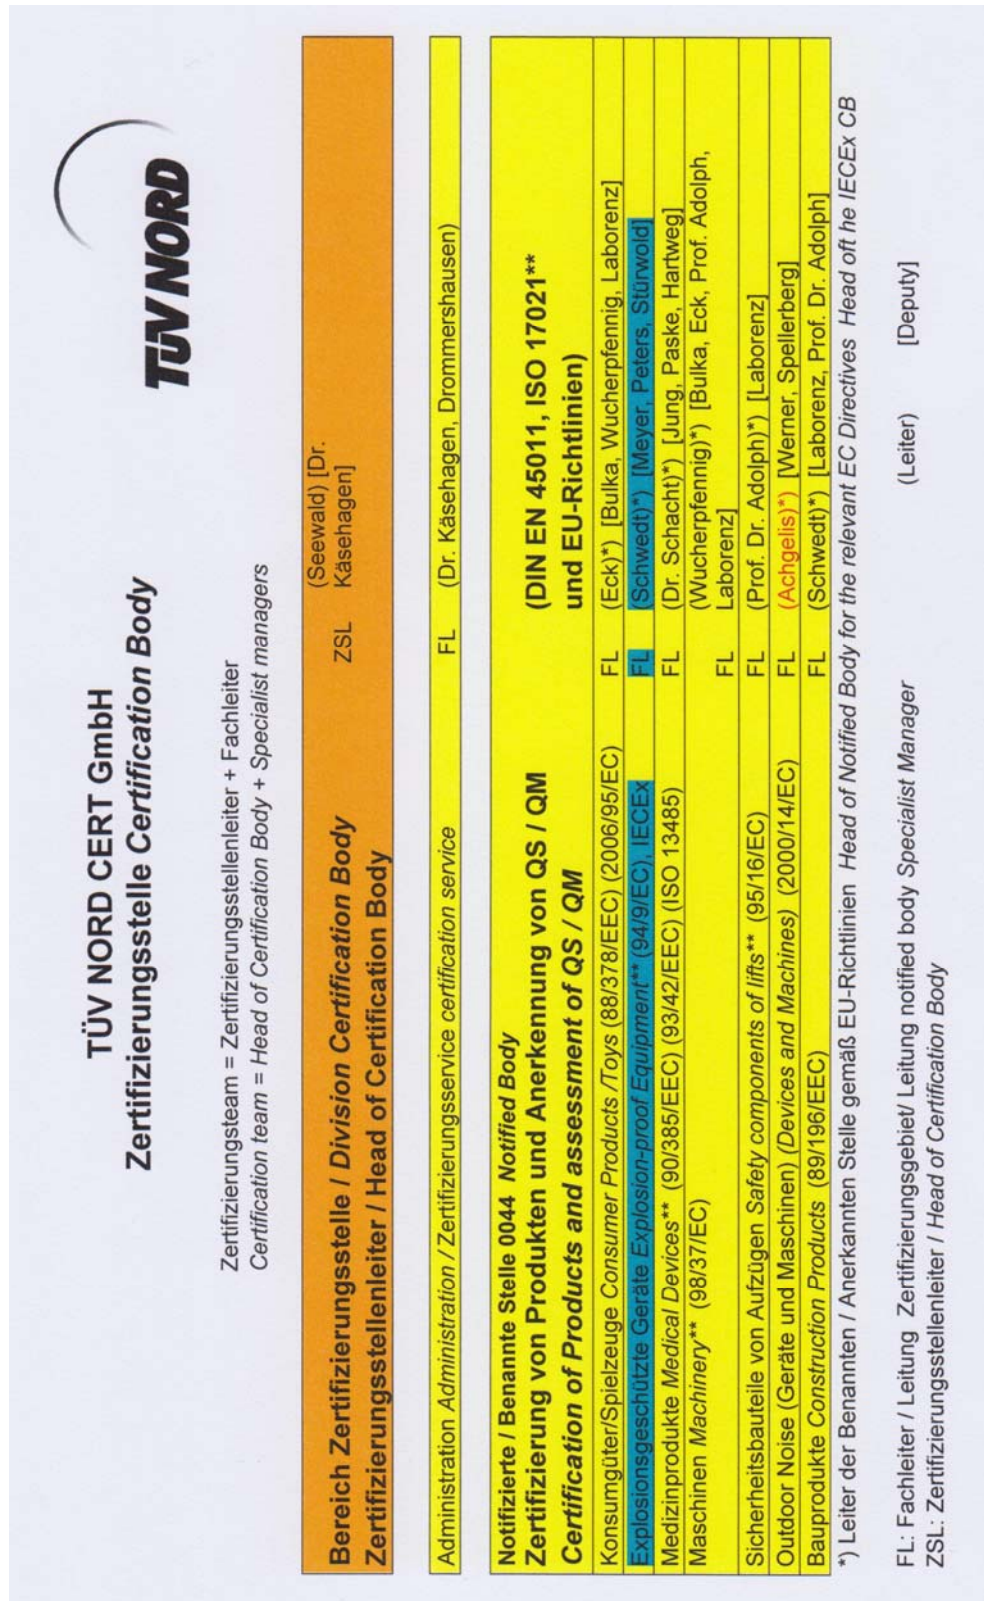 TÜV NORD CERT GmbH
Zertifizierungsstelle Certification Body
TÜV NORD
Zertifizierungsteam = Zertifizierungsstellenleiter + Fachleiter
Certification team = Head of Certification Body + Specialist managers
Bereich Zertifizierungsstelle / Division Certification Body
Zertifizierungsstellenleiter / Head of Certification Body ZSL (Seewald) [Dr. Käsehagen]
Administration Administration / Zertifizierungsservice certification service FL (Dr. Käsehagen, Drommershausen)
Notifizierte / Benannte Stelle 0044 Notified Body
Zertifizierung von Produkten und Anerkennung von QS / QM (DIN EN 45011, ISO 17021**
Certification of Products and assessment of QS / QM und EU-Richtlinien)
Konsumgüter/Spielzeuge Consumer Products /Toys (88/378/EEC) (2006/95/EC) FL (Eck)*) [Bulka, Wucherpfennig, Laborenz]
Explosionsgeschützte Geräte Explosion-proof Equipment** (94/9/EC), IECEx FL (Schwedt)*) [Meyer, Peters, Stürwold]
Medizinprodukte Medical Devices** (90/385/EEC) (93/42/EEC) (ISO 13485) FL (Dr. Schacht)*) [Jung, Paske, Hartweg]
Maschinen Machinery** (98/37/EC) FL (Wucherpfennig)*) [Bulka, Eck, Prof. Adolph, Laborenz]
Sicherheitsbauteile von Aufzügen Safety components of lifts** (95/16/EC) FL (Prof. Dr. Adolph)*) [Laborenz]
Outdoor Noise (Geräte und Maschinen) (Devices and Machines) (2000/14/EC) FL (Achgelis)*) [Werner, Spellerberg]
Bauprodukte Construction Products (89/196/EEC) FL (Schwedt)*) [Laborenz, Prof. Dr. Adolph]
*) Leiter der Benannten / Anerkannten Stelle gemäß EU-Richtlinien Head of Notified Body for the relevant EC Directives Head oft he IECEx CB
FL: Fachleiter / Leitung Zertifizierungsgebiet/ Leitung notified body Specialist Manager (Leiter) [Deputy]
ZSL: Zertifizierungsstellenleiter / Head of Certification Body